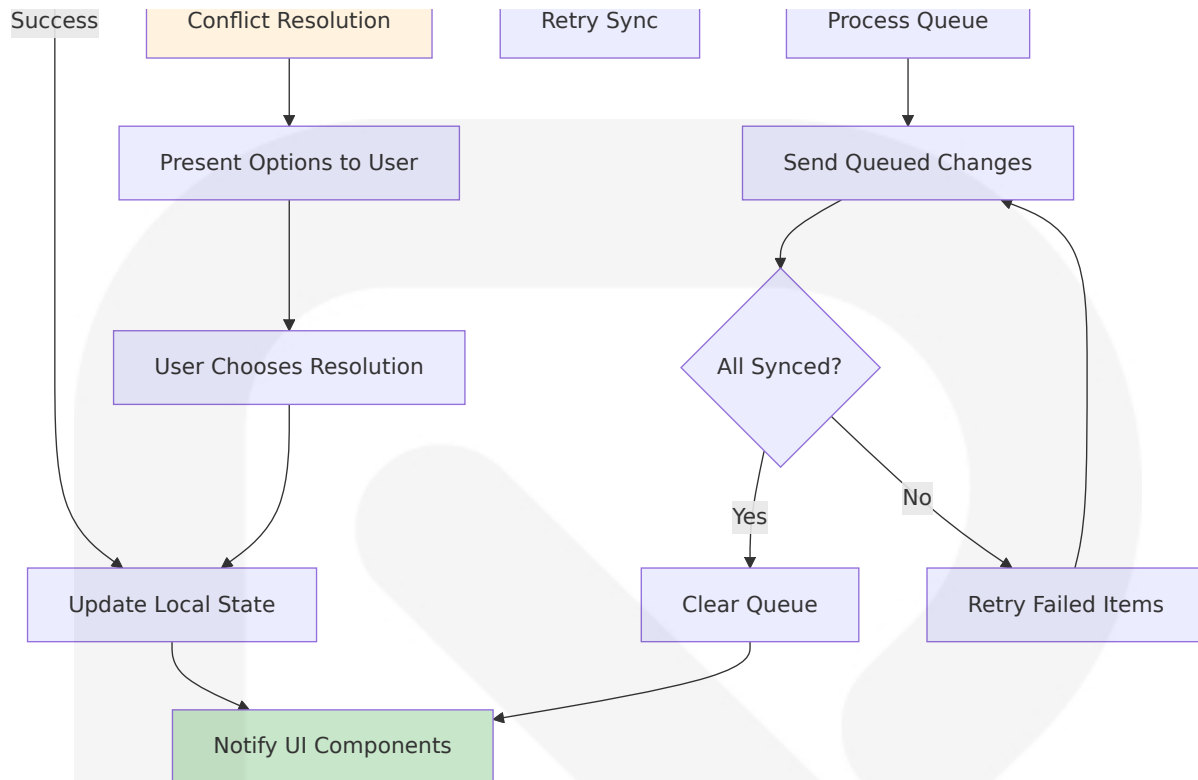 Success
Conflict Resolution
Retry Sync
Process Queue
Present Options to User
Send Queued Changes
User Chooses Resolution
All Synced?
Yes
No
Update Local State
Clear Queue
Retry Failed Items
Notify UI Components